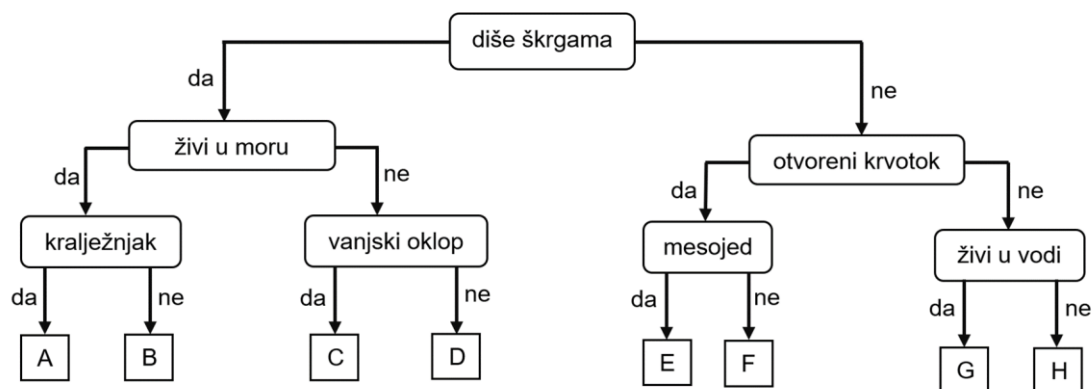 diše škrgama
da
ne
živi u moru
otvoreni krvotok
da
ne
da
ne
kralježnjak
vanjski oklop
mesojed
živi u vodi
da
ne
da
ne
da
ne
da
ne
A
B
C
D
E
F
G
H